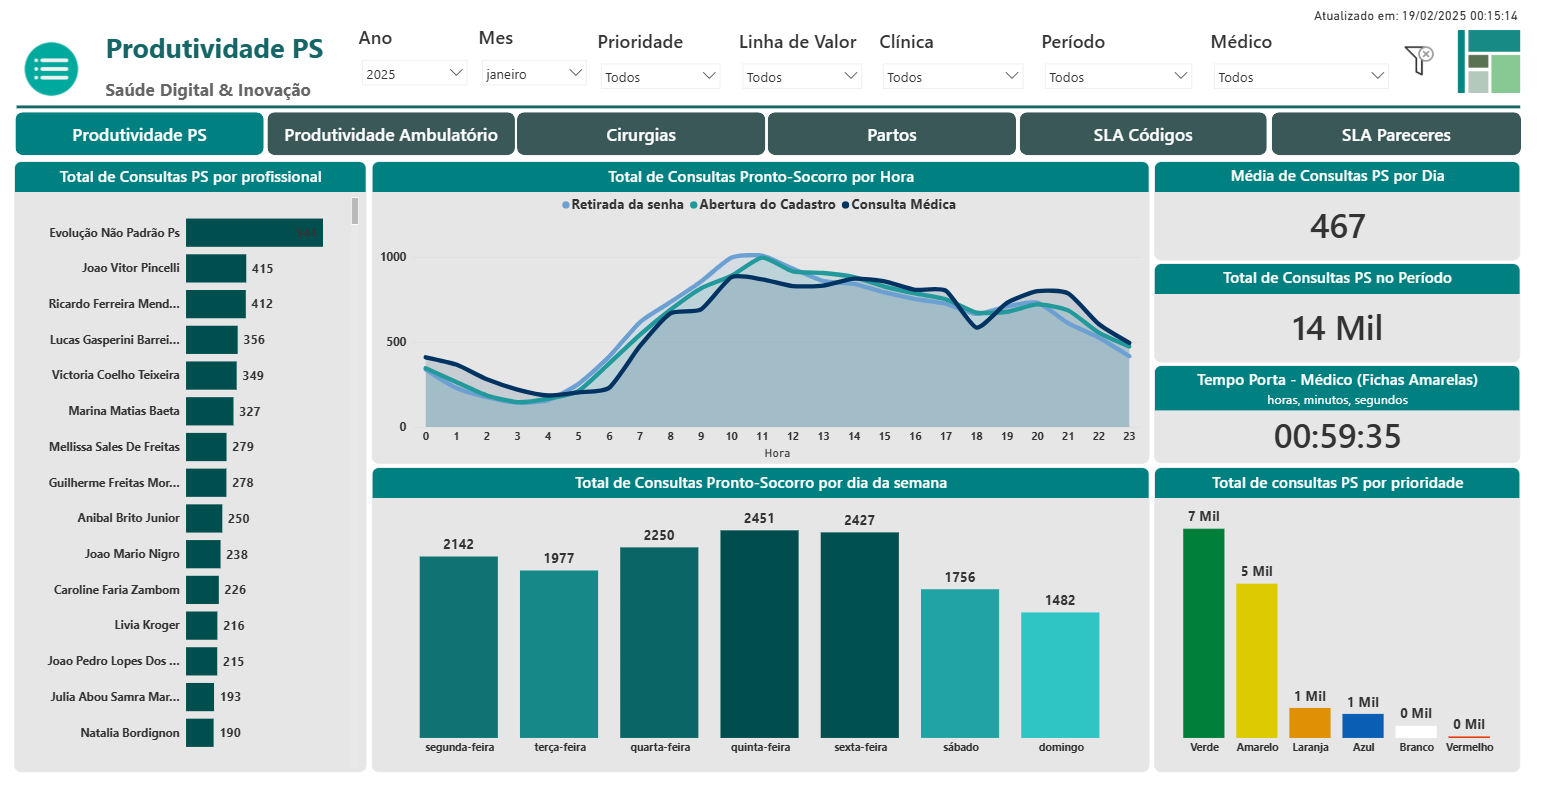 Atualizado em: 19/02/2025 00:15:14
Produtividade PS
Saúde Digital & Inovação
Ano
2025
Mes
janeiro
Prioridade
Todos
Linha de Valor
Todos
Clínica
Todos
Período
Todos
Médico
Todos
Produtividade PS
Produtividade Ambulatório
Cirurgias
Partos
SLA Códigos
SLA Pareceres
Total de Consultas PS por profissional
Evolução Não Padrão Ps
Joao Vitor Pincelli 415
Ricardo Ferreira Mend... 412
Lucas Gasperini Barrei... 356
Victoria Coelho Teixeira 349
Marina Matias Baeta 327
Mellissa Sales De Freitas 279
Guilherme Freitas Mor... 278
Anibal Brito Junior 250
Joao Mario Nigro 238
Caroline Faria Zambom 226
Livia Kroger 216
Joao Pedro Lopes Dos ... 215
Julia Abou Samra Mar... 193
Natalia Bordignon 190
Total de Consultas Pronto-Socorro por Hora
Retirada da senha Abertura do Cadastro Consulta Médica
1000
500
0
0 1 2 3 4 5 6 7 8 9 10 11 12 13 14 15 16 17 18 19 20 21 22 23
Hora
Total de Consultas Pronto-Socorro por dia da semana
2142 1977 2250 2451 2427 1756 1482
segunda-feira terça-feira quarta-feira quinta-feira sexta-feira sábado domingo
Média de Consultas PS por Dia
467
Total de Consultas PS no Período
14 Mil
Tempo Porta - Médico (Fichas Amarelas)
horas, minutos, segundos
00:59:35
Total de consultas PS por prioridade
7 Mil 5 Mil 1 Mil 1 Mil 0 Mil 0 Mil
Verde Amarelo Laranja Azul Branco Vermelho